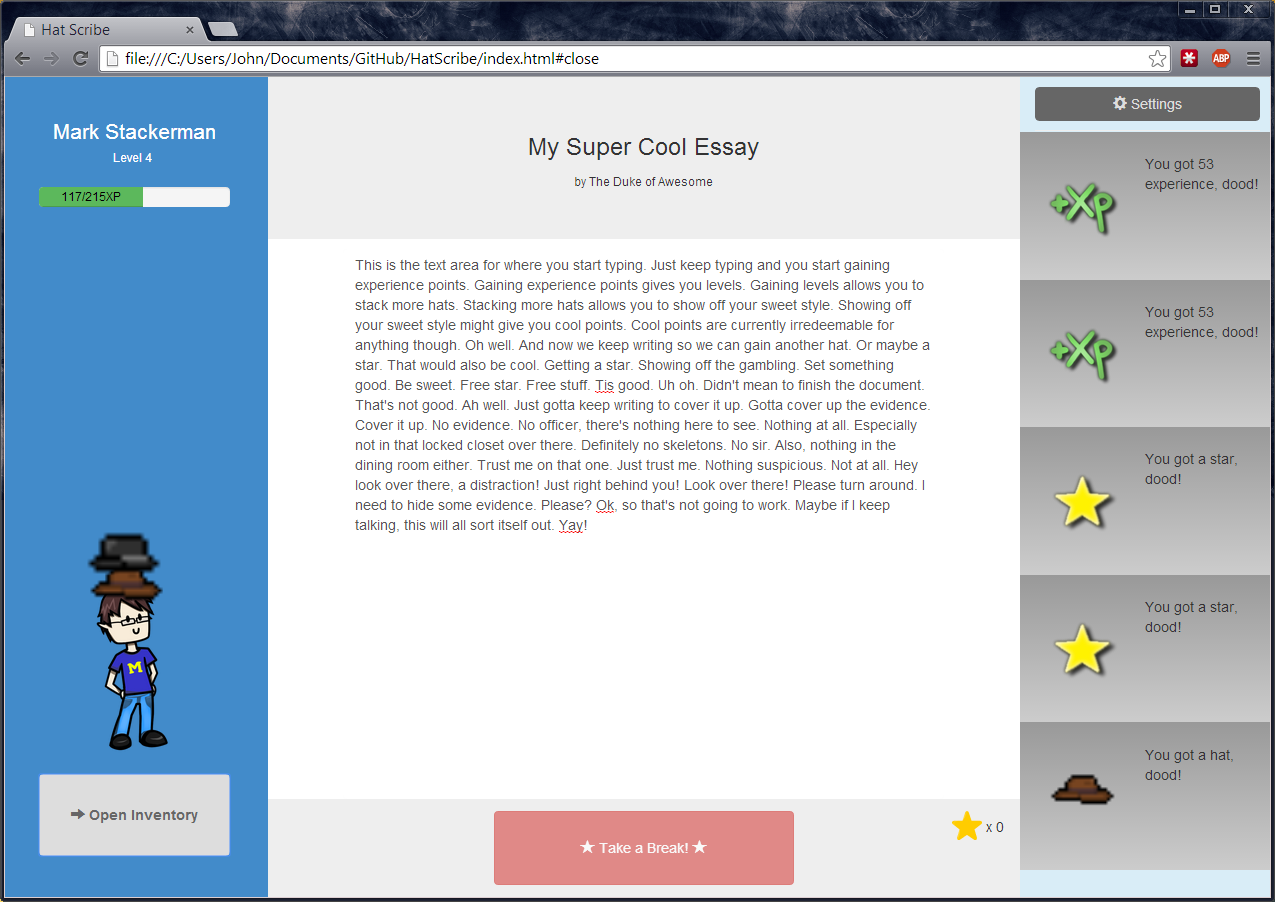 Hat Scribe
file:///C:/Users/John/Documents/GitHub/HatScribe/index.html#close
ABP
Mark Stackerman
Level 4
117/215XP
M
Open Inventory
My Super Cool Essay
by The Duke of Awesome
This is the text area for where you start typing. Just keep typing and you start gaining
experience points. Gaining experience points gives you levels. Gaining levels allows you to
stack more hats. Stacking more hats allows you to show off your sweet style. Showing off
your sweet style might give you cool points. Cool points are currently irredeemable for
anything though. Oh well. And now we keep writing so we can gain another hat. Or maybe a
star. That would also be cool. Getting a star. Showing off the gambling. Set something
good. Be sweet. Free star. Free stuff. Tis good. Uh oh. Didn't mean to finish the document.
That's not good. Ah well. Just gotta keep writing to cover it up. Gotta cover up the evidence.
Cover it up. No evidence. No officer, there's nothing here to see. Nothing at all. Especially
not in that locked closet over there. Definitely no skeletons. No sir. Also, nothing in the
dining room either. Trust me on that one. Just trust me. Nothing suspicious. Not at all. Hey
look over there, a distraction! Just right behind you! Look over there! Please turn around. I
need to hide some evidence. Please? Ok, so that's not going to work. Maybe if I keep
talking, this will all sort itself out. Yay!
Take a Break!
x 0
Settings
+Xp
You got 53
experience, dood!
+Xp
You got 53
experience, dood!
You got a star,
dood!
You got a star,
dood!
You got a hat,
dood!